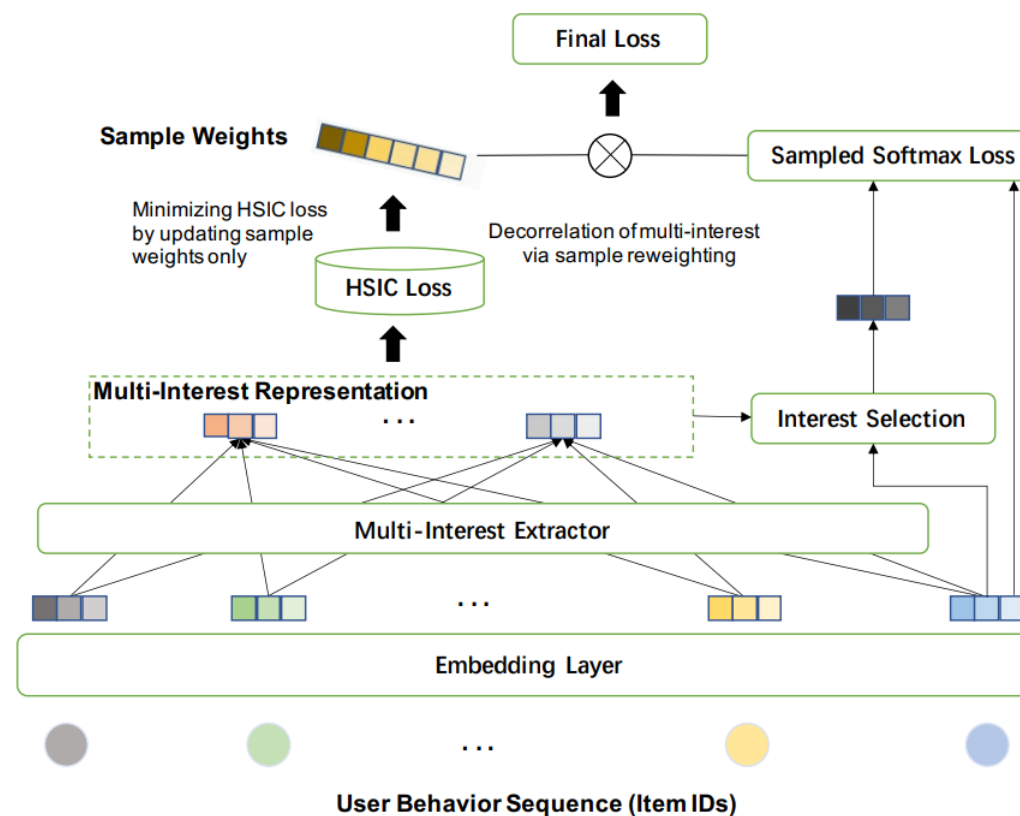 Final Loss
Sample Weights
Sampled Softmax Loss
Minimizing HSIC loss
by updating sample
weights only
Decorrelation of multi-interest
via sample reweighting
HSIC Loss
Multi-Interest Representation
...
Interest Selection
Multi-Interest Extractor
...
Embedding Layer
...
User Behavior Sequence (Item IDs)